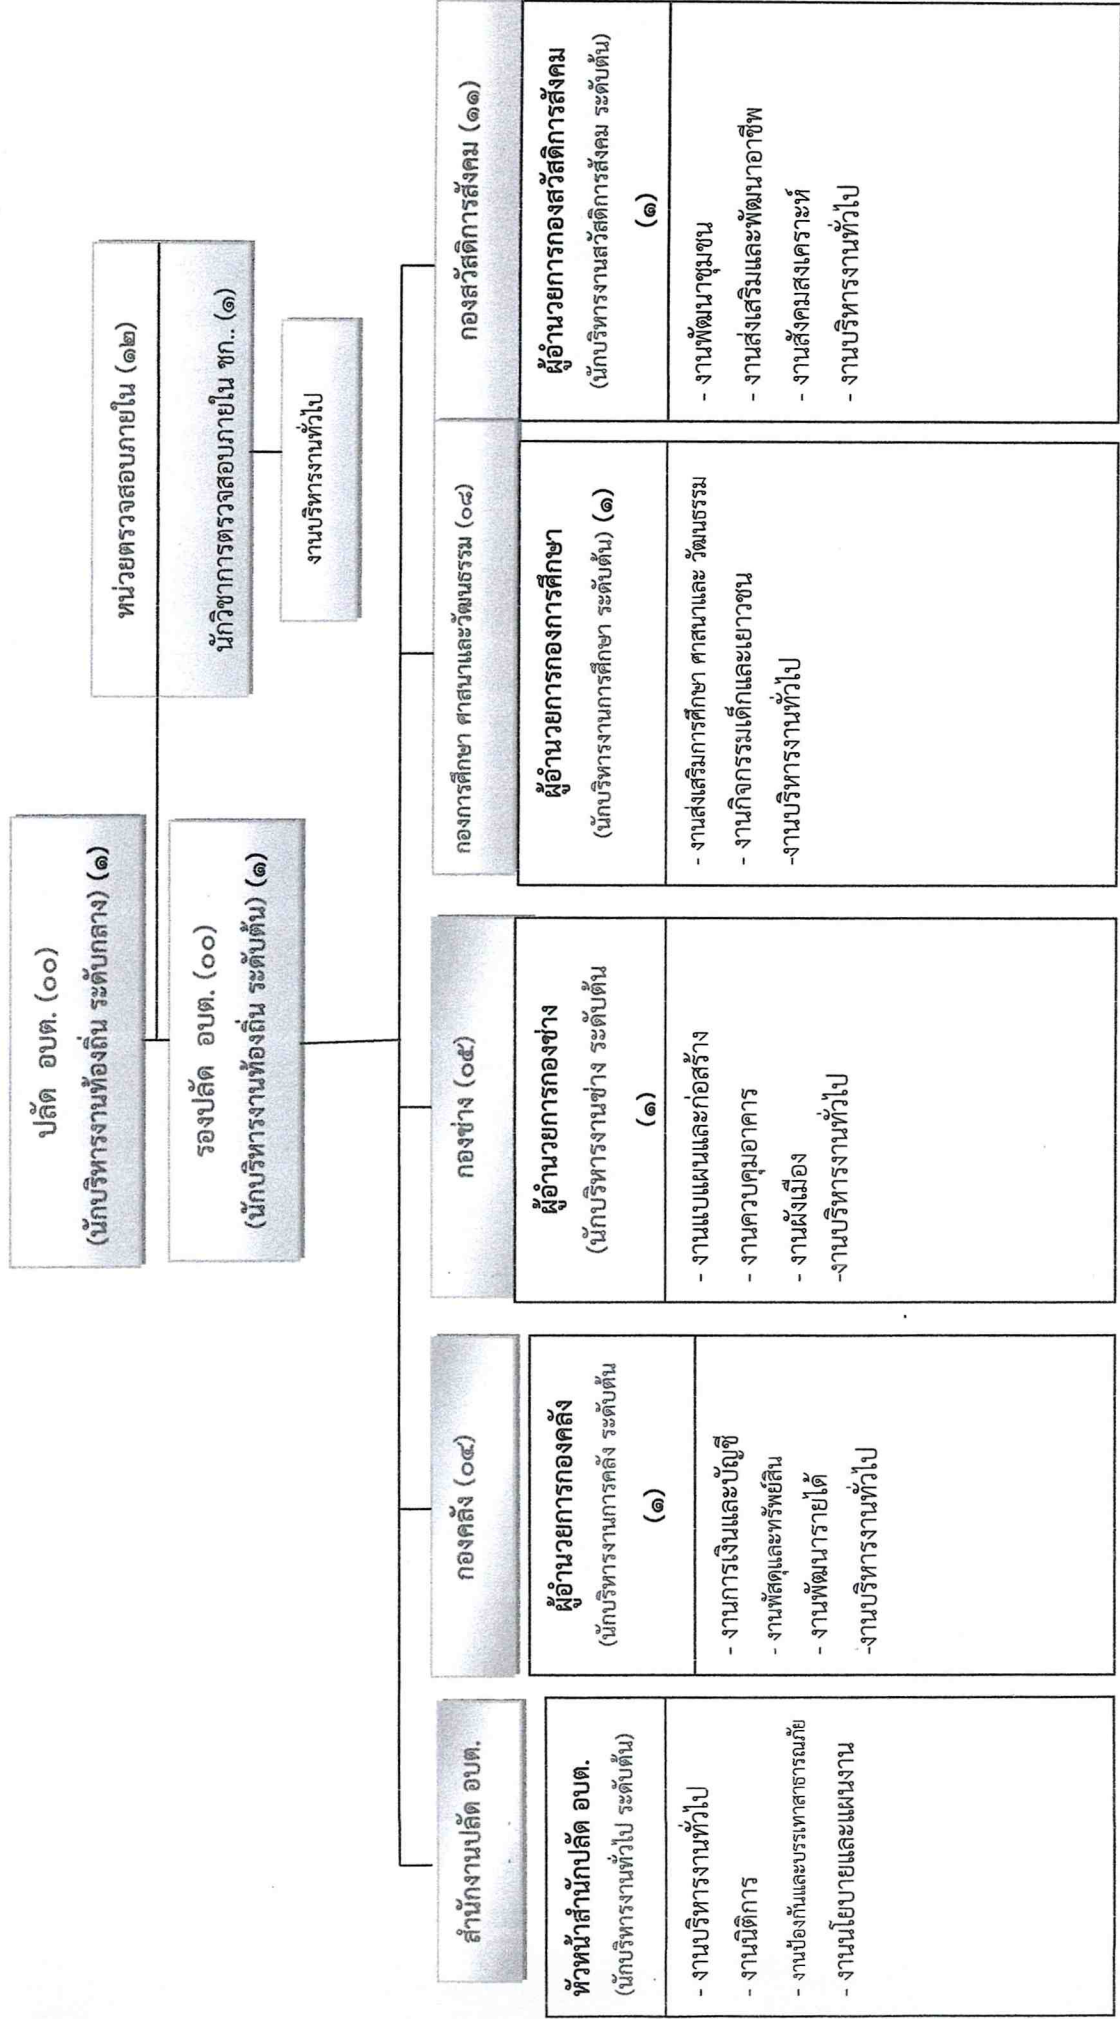 ปลัด อบต. (๐๐)
(นักบริหารงานท้องถิ่น ระดับกลาง) (๑)
รองปลัด อบต. (๐๐)
(นักบริหารงานท้องถิ่น ระดับต้น) (๑)
หน่วยตรวจสอบภายใน (๑๒)
นักวิชาการตรวจสอบภายใน ชก.. (๑)
งานบริหารงานทั่วไป
สำนักงานปลัด อบต.
หัวหน้าสำนักปลัด อบต.
(นักบริหารงานทั่วไป ระดับต้น)
- งานบริหารงานทั่วไป
- งานนิติการ
- งานป้องกันและบรรเทาสาธารณภัย
- งานนโยบายและแผนงาน
กองคลัง (๐๔)
ผู้อำนวยการกองคลัง
(นักบริหารงานการคลัง ระดับต้น
(๑)
- งานการเงินและบัญชี
- งานพัสดุและทรัพย์สิน
- งานพัฒนารายได้
-งานบริหารงานทั่วไป
กองช่าง (๐๕)
ผู้อำนวยการกองช่าง
(นักบริหารงานช่าง ระดับต้น
(๑)
- งานแบบแผนและก่อสร้าง
- งานควบคุมอาคาร
- งานผังเมือง
-งานบริหารงานทั่วไป
กองการศึกษา ศาสนาและวัฒนธรรม (๐๘)
ผู้อำนวยการกองการศึกษา
(นักบริหารงานการศึกษา ระดับต้น) (๑)
- งานส่งเสริมการศึกษา ศาสนาและ วัฒนธรรม
- งานกิจกรรมเด็กและเยาวชน
-งานบริหารงานทั่วไป
กองสวัสดิการสังคม (๑๑)
ผู้อำนวยการกองสวัสดิการสังคม
(นักบริหารงานสวัสดิการสังคม ระดับต้น)
(๑)
- งานพัฒนาชุมชน
- งานส่งเสริมและพัฒนาอาชีพ
- งานสังคมสงเคราะห์
- งานบริหารงานทั่วไป